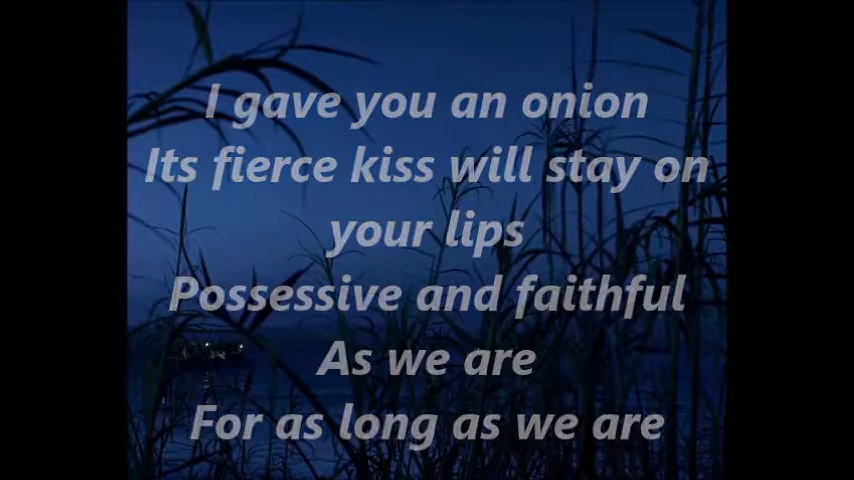 I gave you an onion
Its fierce kiss will stay on
your lips
Possessive and faithful
As we are
For as long as we are